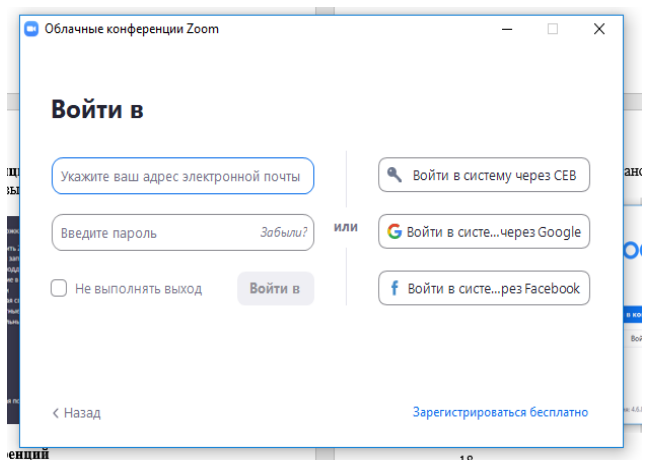 Облачные конференции Zoom
Войти в
Укажите ваш адрес электронной почты
Введите пароль
Забыли?
Не выполнять выход
Войти в
или
Войти в систему через СЕВ
Войти в систе...через Google
Войти в систе...рез Facebook
< Назад
Зарегистрироваться бесплатно